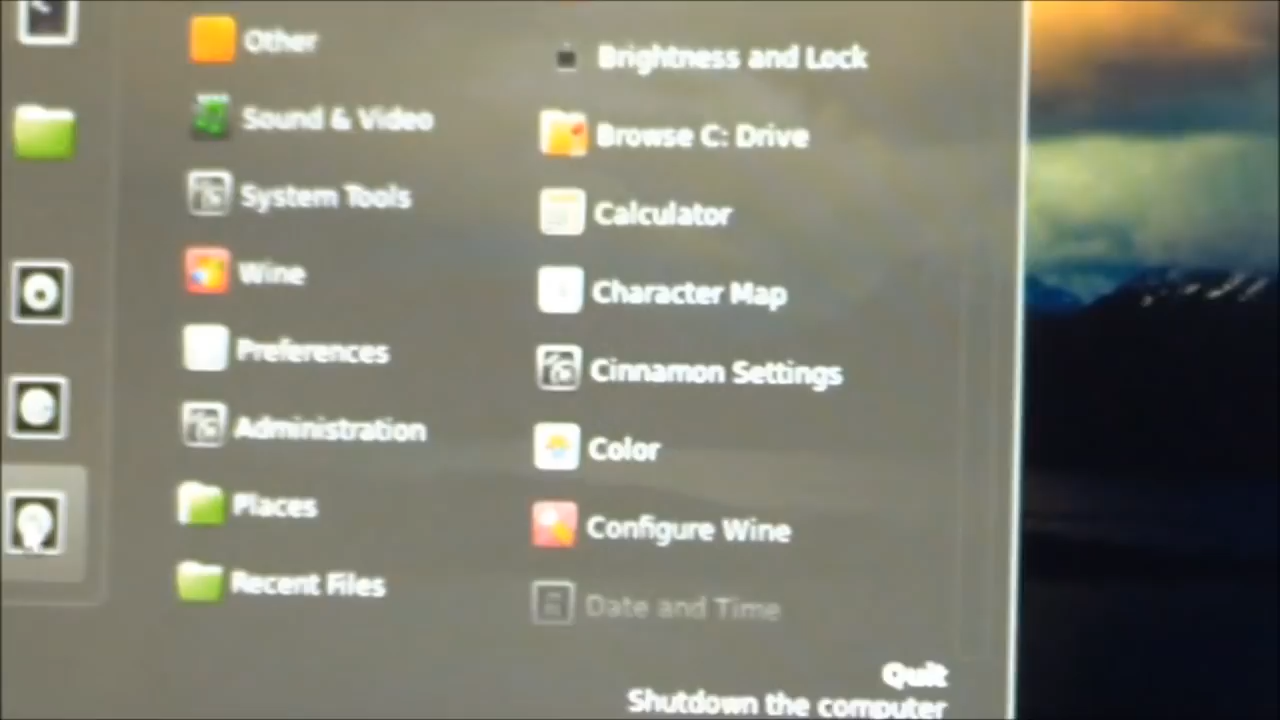 Other
Sound & Video
System Tools
Wine
Preferences
Administration
Places
Recent Files
Brightness and Lock
Browse C: Drive
Calculator
Character Map
Cinnamon Settings
Color
Configure Wine
Date and Time
Quit
Shutdown the computer